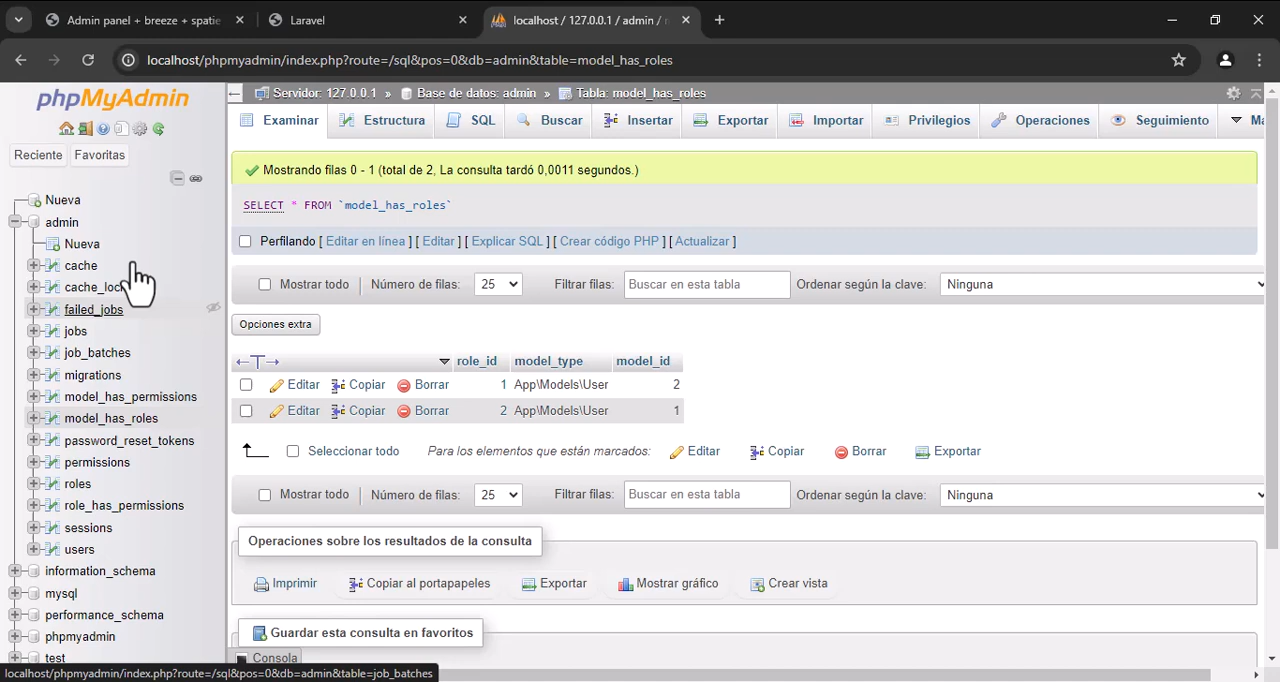 Admin panel + breeze + spatie
Laravel
localhost / 127.0.0.1 / admin /
localhost/phpmyadmin/index.php?route=/sql&pos=0&db=admin&table=model_has_roles
phpMyAdmin
Reciente
Favoritas
Nueva
admin
Nueva
cache
cache_loc
failed_jobs
jobs
job_batches
migrations
model_has_permissions
model_has_roles
password_reset_tokens
permissions
roles
role_has_permissions
sessions
users
information_schema
mysql
performance_schema
phpmyadmin
test
Servidor: 127.0.0.1 » Base de datos: admin » Tabla: model_has_roles
Examinar Estructura SQL Buscar Insertar Exportar Importar Privilegios Operaciones Seguimiento Ma
Mostrando filas 0 - 1 (total de 2, La consulta tardó 0,0011 segundos.)
SELECT * FROM `model_has_roles`
Perfilando [ Editar en línea ] [ Editar ] [ Explicar SQL ] [ Crear código PHP ] [ Actualizar ]
Mostrar todo Número de filas: 25 Filtrar filas: Buscar en esta tabla Ordenar según la clave: Ninguna
Opciones extra
←T→ role_id model_type model_id
Editar Copiar Borrar 1 App\Models\User 2
Editar Copiar Borrar 2 App\Models\User 1
Seleccionar todo Para los elementos que están marcados: Editar Copiar Borrar Exportar
Mostrar todo Número de filas: 25 Filtrar filas: Buscar en esta tabla Ordenar según la clave: Ninguna
Operaciones sobre los resultados de la consulta
Imprimir Copiar al portapapeles Exportar Mostrar gráfico Crear vista
Guardar esta consulta en favoritos
Consola
localhost/phpmyadmin/index.php?route=/sql&pos=0&db=admin&table=job_batches